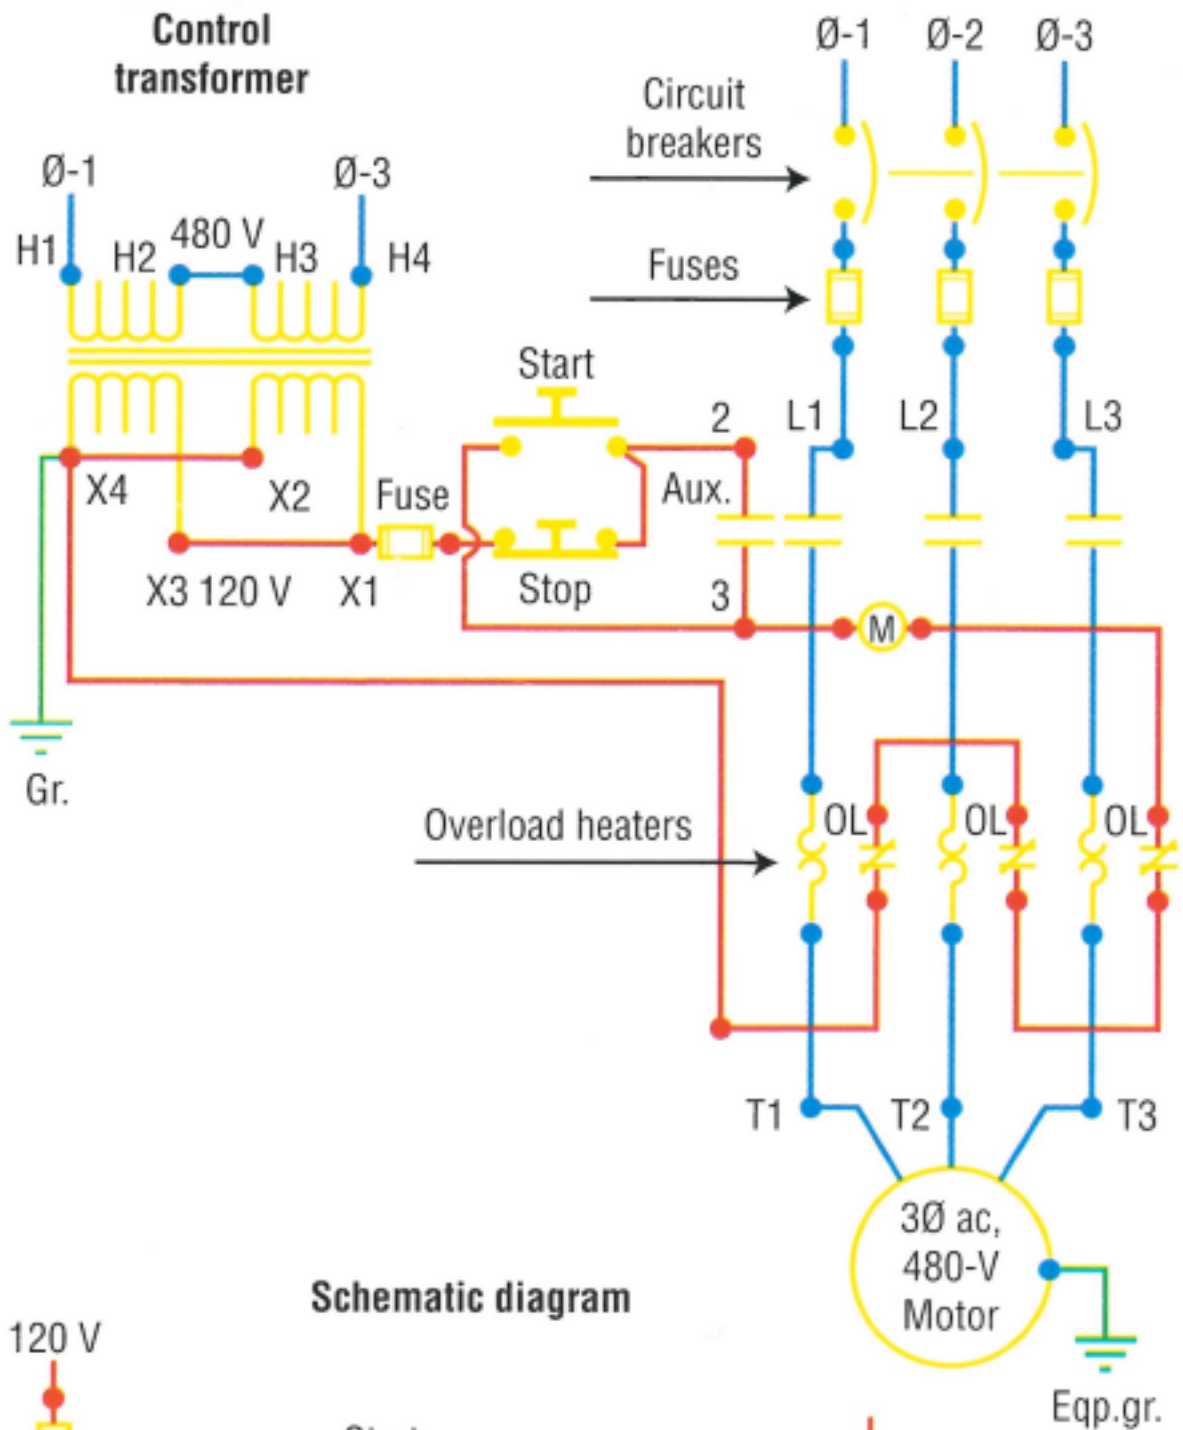 Control
transformer
Ø-1
Ø-2
Ø-3
Circuit
breakers
Ø-1
Ø-3
480 V
H1
H2
H3
H4
Fuses
Start
2
L1
L2
L3
X4
X2
Fuse
Aux.
X3 120 V
X1
Stop
3
M
Gr.
Overload heaters
OL
OL
OL
T1
T2
T3
3Ø ac,
480-V
Motor
Schematic diagram
120 V
Eqp.gr.